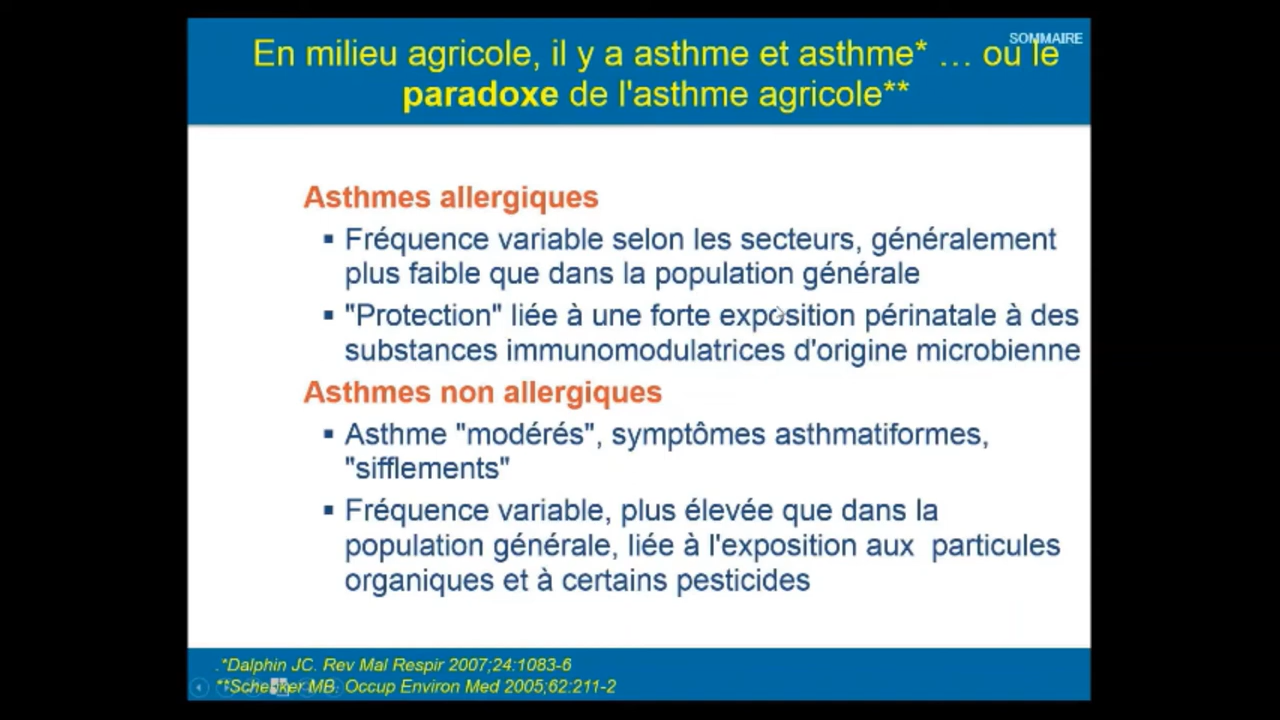 SOMMAIRE
En milieu agricole, il y a asthme et asthme* … ou le
paradoxe de l'asthme agricole**
Asthmes allergiques
▪ Fréquence variable selon les secteurs, généralement
plus faible que dans la population générale
▪ "Protection" liée à une forte exposition périnatale à des
substances immunomodulatrices d'origine microbienne
Asthmes non allergiques
▪ Asthme "modérés", symptômes asthmatiformes,
"sifflements"
▪ Fréquence variable, plus élevée que dans la
population générale, liée à l'exposition aux particules
organiques et à certains pesticides
.*Dalphin JC. Rev Mal Respir 2007;24:1083-6
**Schenker MB. Occup Environ Med 2005;62:211-2